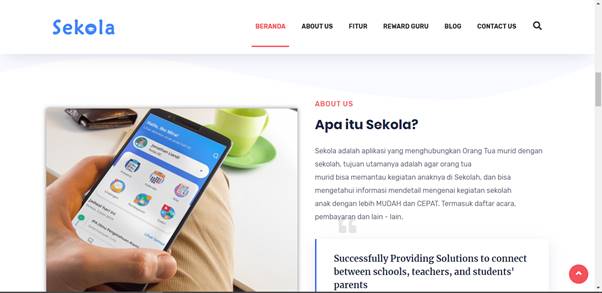 Sekola
BERANDA ABOUT US FITUR REWARD GURU BLOG CONTACT US
ABOUT US
Apa itu Sekola?
Sekola adalah aplikasi yang menghubungkan Orang Tua murid dengan
sekolah, tujuan utamanya adalah agar orang tua
murid bisa memantau kegiatan anaknya di Sekolah, dan bisa
mengetahui informasi mendetail mengenai kegiatan sekolah
anak dengan lebih MUDAH dan CEPAT. Termasuk daftar acara,
pembayaran dan lain - lain.
Successfully Providing Solutions to connect
between schools, teachers, and students'
parents